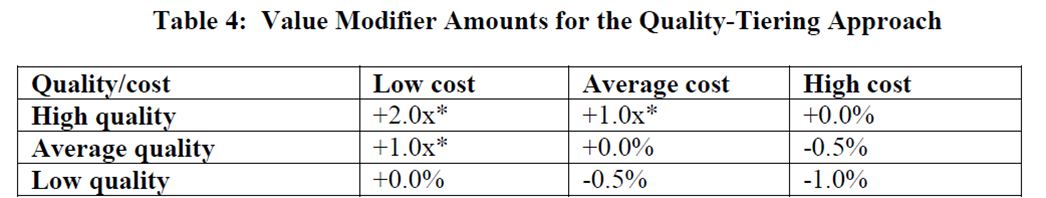 Table 4:  Value Modifier Amounts for the Quality-Tiering Approach
Quality/cost Low cost Average cost High cost
High quality +2.0x* +1.0x* +0.0%
Average quality +1.0x* +0.0% -0.5%
Low quality +0.0% -0.5% -1.0%